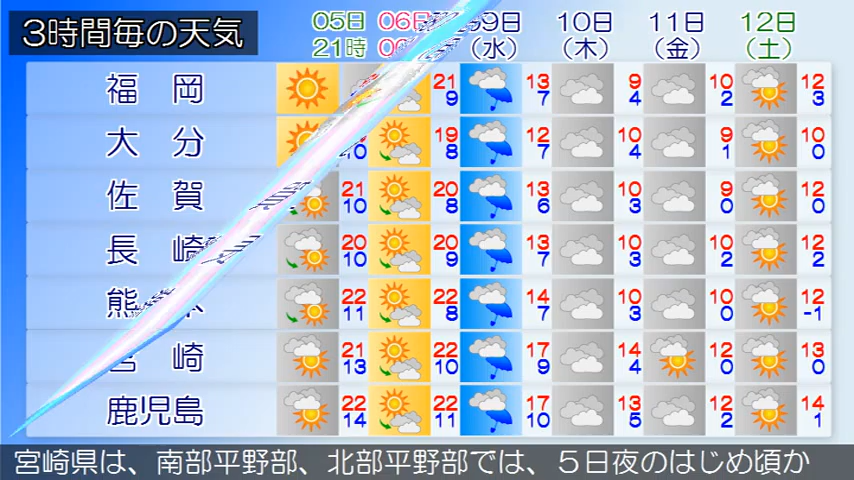 3時間毎の天気
05日 06 9日 10日 11日 12日
21時 0 (水) (木) (金) (土)
福岡 21 9 13 7 9 4 10 2 12 3
大分 10 19 8 12 7 10 4 9 1 10 0
佐賀 21 10 20 8 13 6 10 3 9 0 12 0
長崎 20 10 20 9 13 7 10 3 10 2 12 2
熊 22 11 22 8 14 7 10 3 10 0 12 -1
宮崎 21 13 22 10 17 9 14 4 12 0 13 0
鹿児島 22 14 22 11 17 10 13 5 12 2 14 1
宮崎県は、南部平野部、北部平野部では、５日夜のはじめ頃か